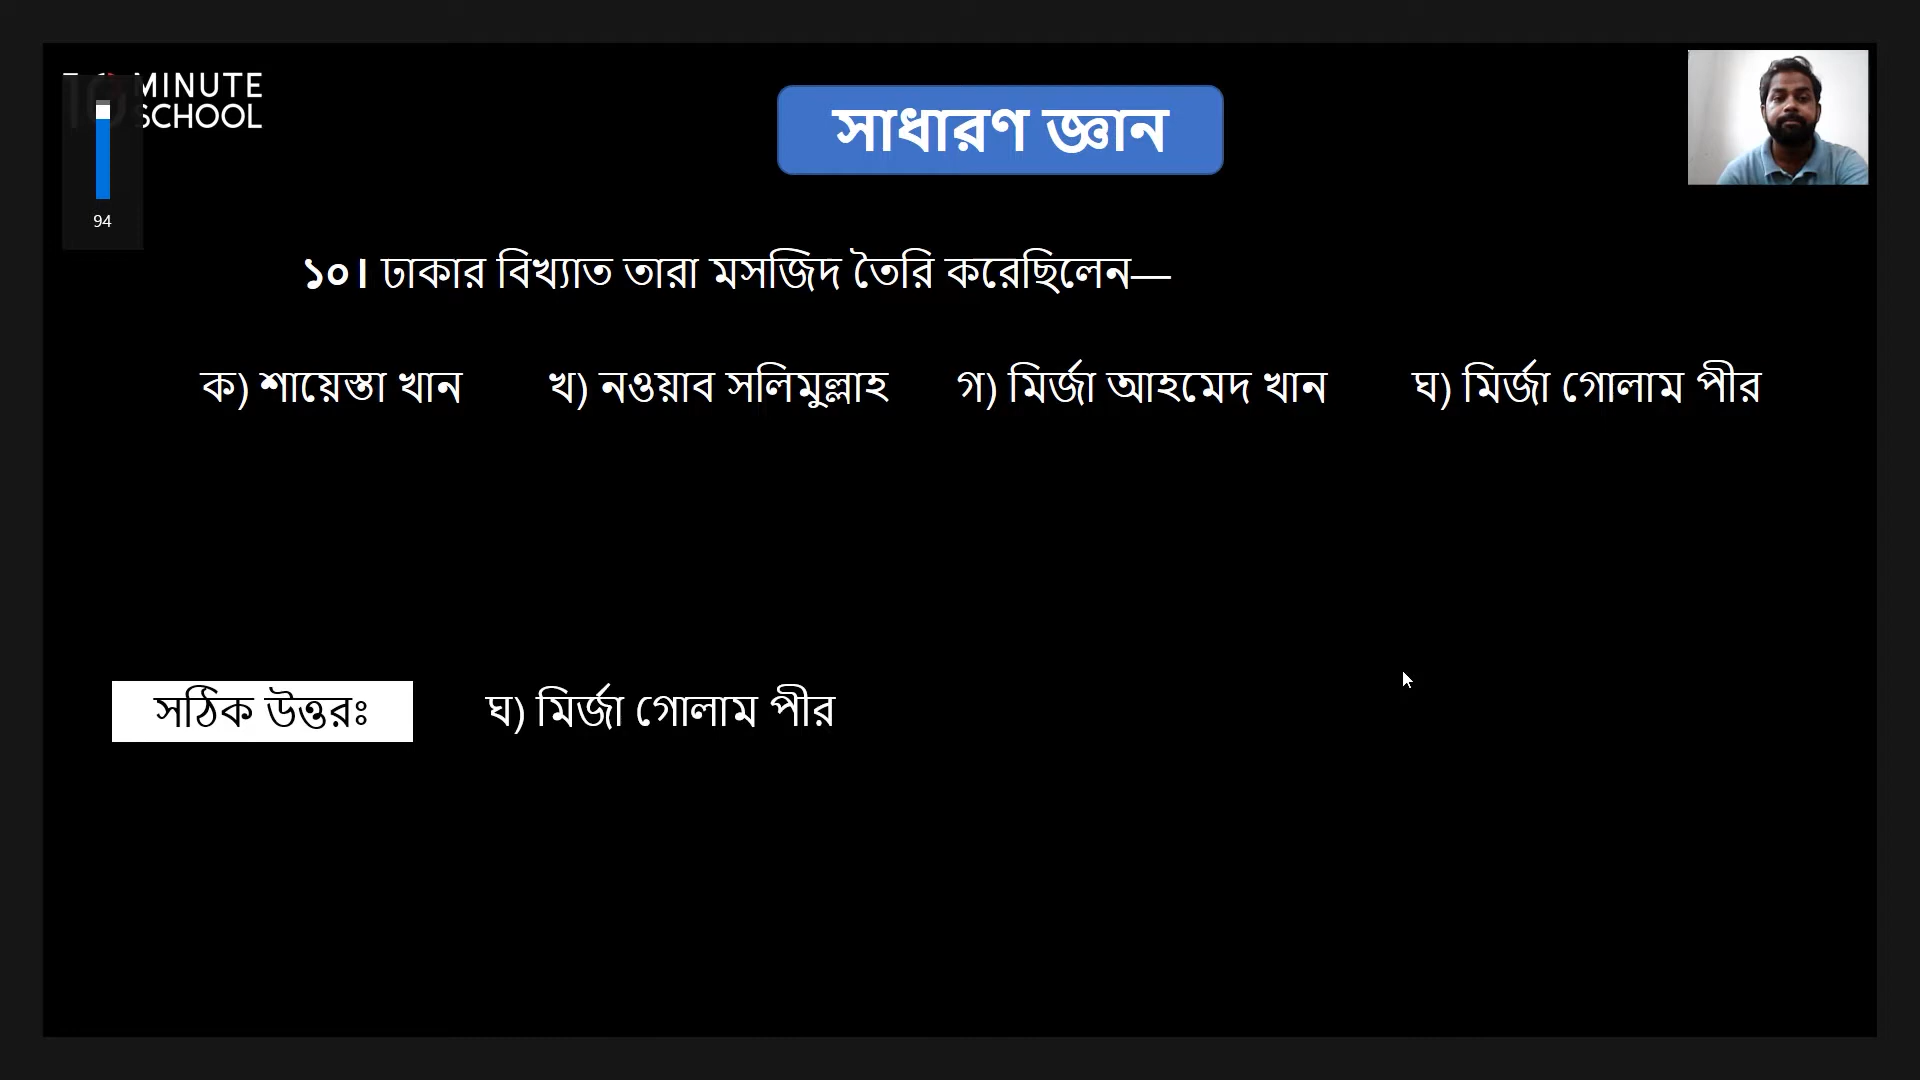 MINUTE
SCHOOL
সাধারণ জ্ঞান
94
১০। ঢাকার বিখ্যাত তারা মসজিদ তৈরি করেছিলেন—
ক) শায়েস্তা খান খ) নওয়াব সলিমুল্লাহ গ) মির্জা আহমেদ খান ঘ) মির্জা গোলাম পীর
সঠিক উত্তরঃ ঘ) মির্জা গোলাম পীর